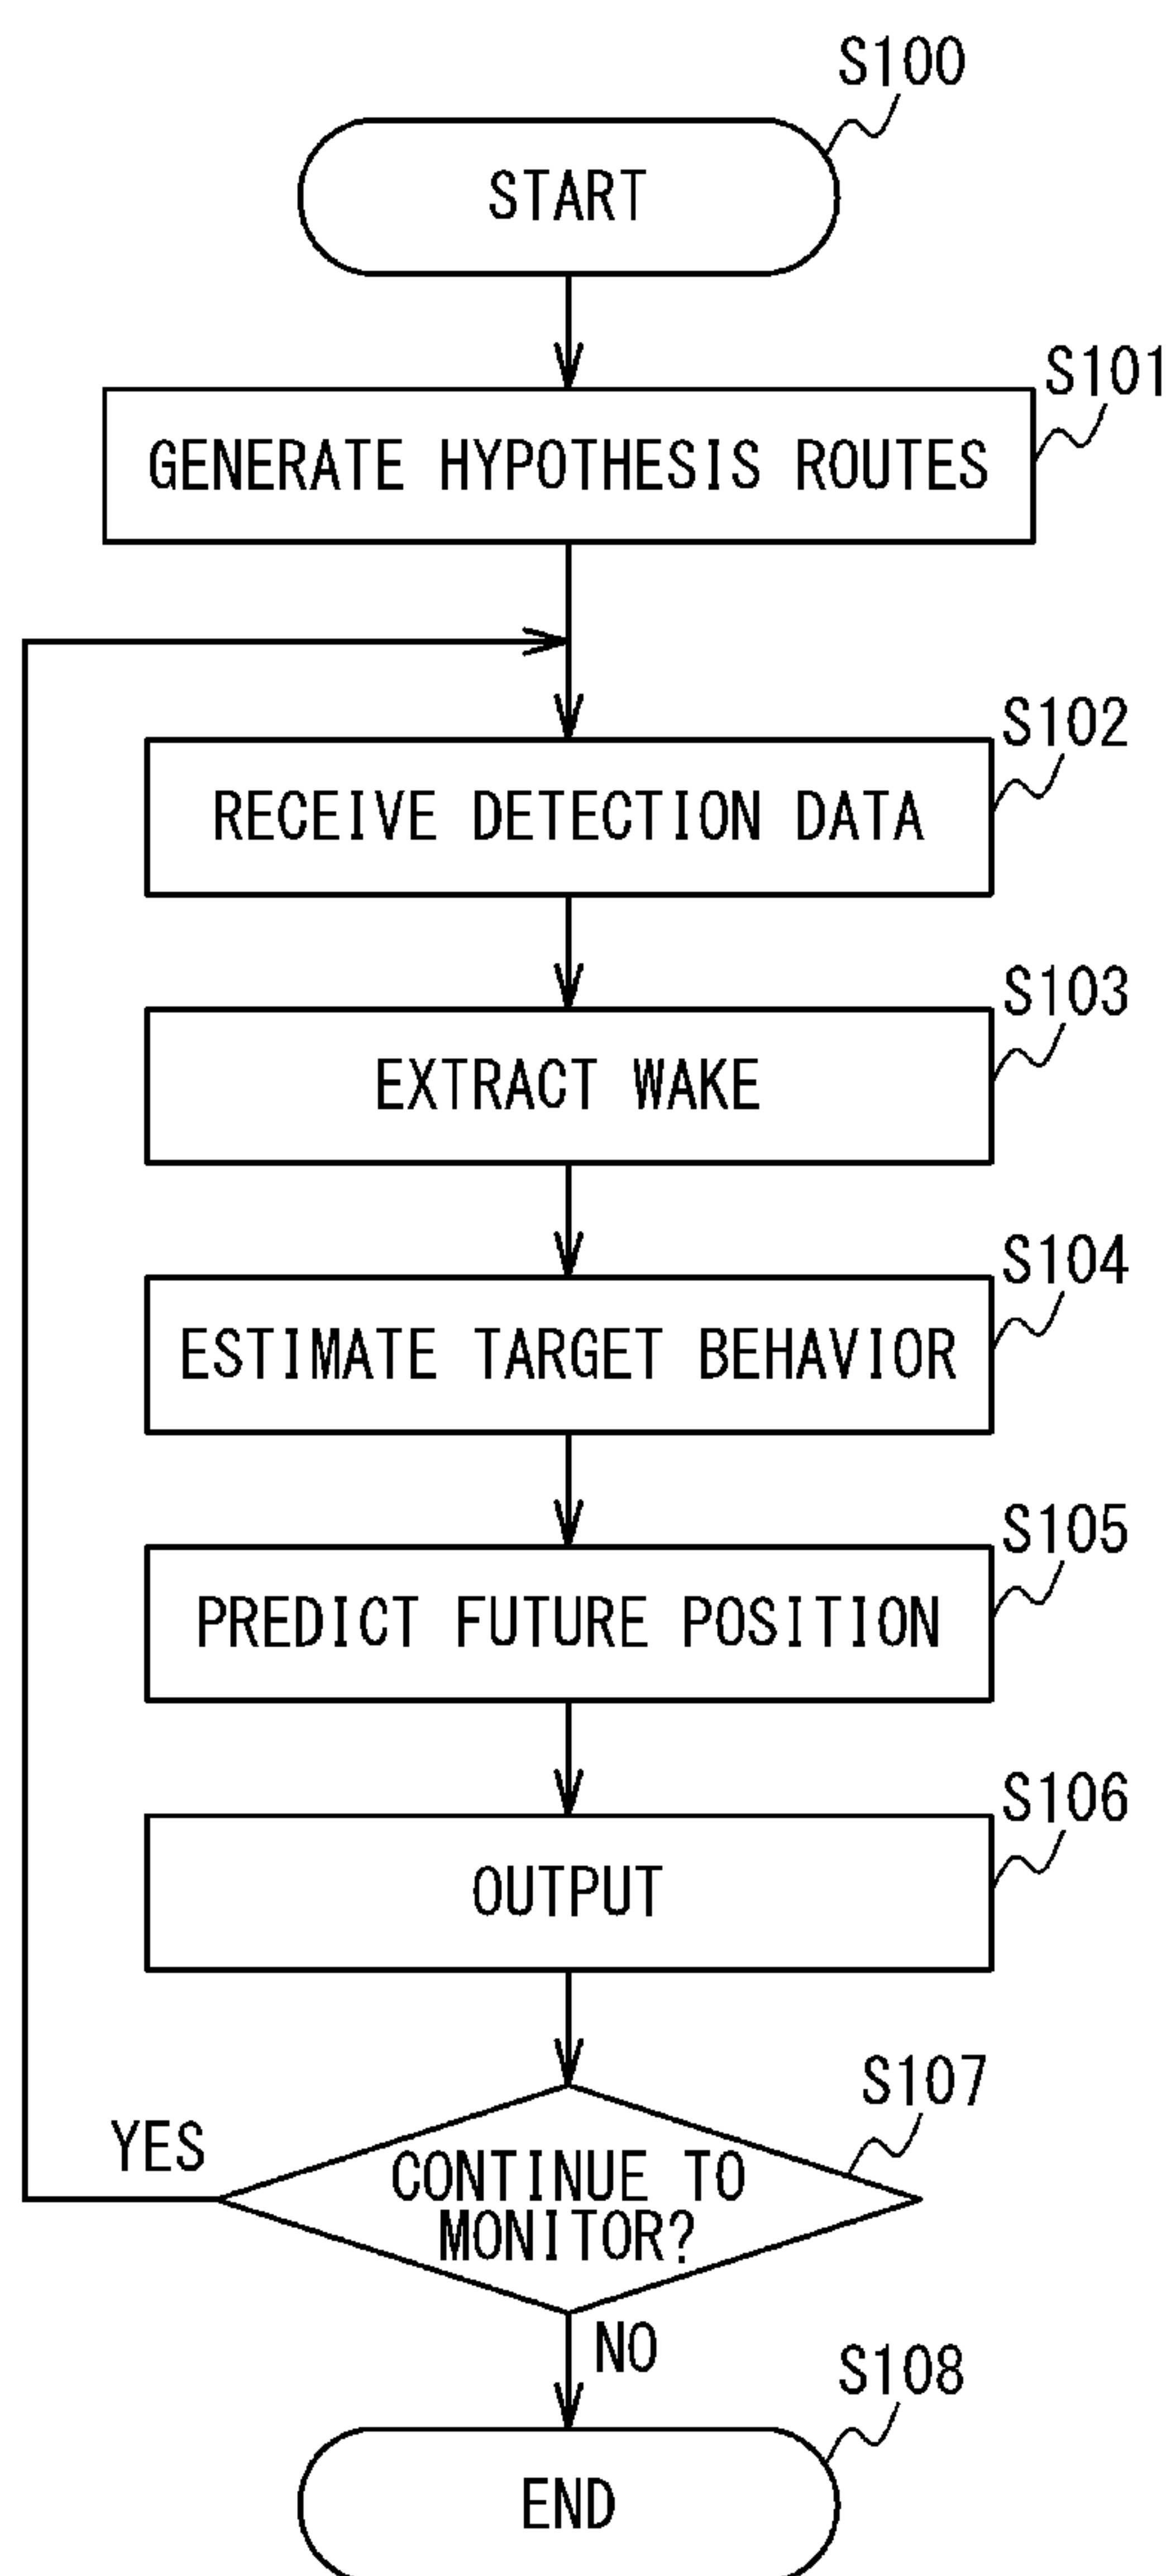 S100
START
S101
GENERATE HYPOTHESIS ROUTES
S102
RECEIVE DETECTION DATA
S103
EXTRACT WAKE
S104
ESTIMATE TARGET BEHAVIOR
S105
PREDICT FUTURE POSITION
S106
OUTPUT
S107
YES
CONTINUE TO
MONITOR?
NO
S108
END